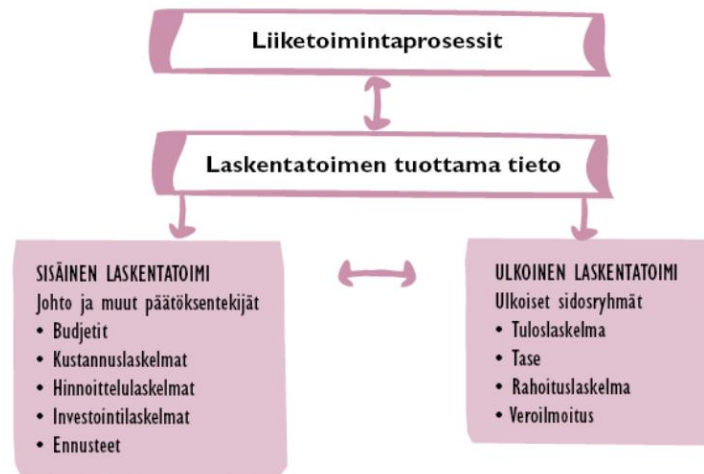 Liiketoimintaprosessit
Laskentatoimen tuottama tieto
SISÄINEN LASKENTATOIMI
Johto ja muut päätöksentekijät
• Budjetit
• Kustannuslaskelmat
• Hinnoittelulaskelmat
• Investointilaskelmat
• Ennusteet
ULKOINEN LASKENTATOIMI
Ulkoiset sidosryhmät
• Tuloslaskelma
• Tase
• Rahoituslaskelma
• Veroilmoitus